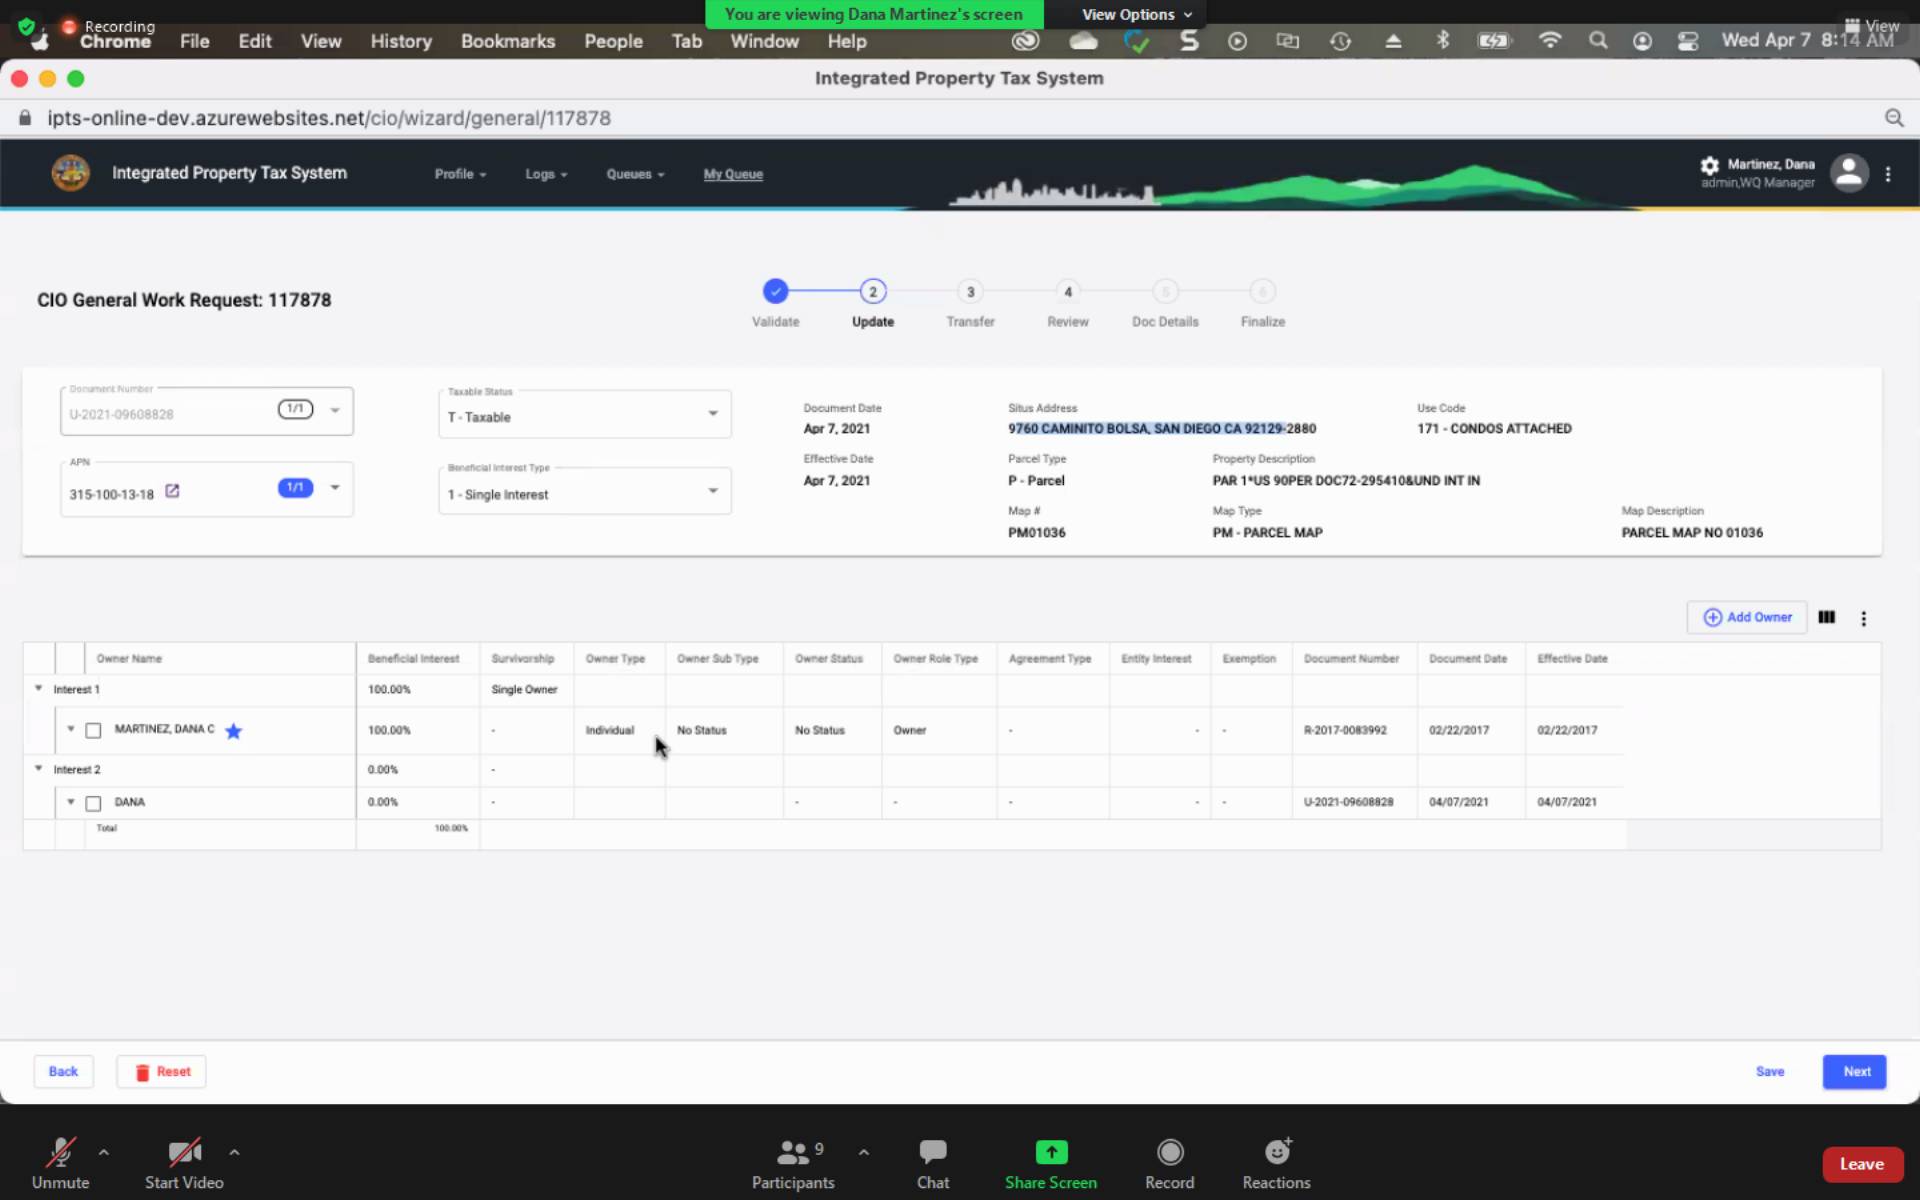 Recording
You are viewing Dana Martinez's screen
View Options
View
Chrome File Edit View History Bookmarks People Tab Window Help
Wed Apr 7 8:14 AM
Integrated Property Tax System
ipts-online-dev.azurewebsites.net/cio/wizard/general/117878
Integrated Property Tax System Profile Logs Queues My Queue
Martinez, Dana
admin,WQ Manager
CIO General Work Request: 117878
2 3 4 5 6
Validate Update Transfer Review Doc Details Finalize
Document Number
U-2021-09608828 1/1
Taxable Status
T - Taxable
Document Date
Apr 7, 2021
Situs Address
9760 CAMINITO BOLSA, SAN DIEGO CA 92129-2880
Use Code
171 - CONDOS ATTACHED
APN
315-100-13-18 1/1
Beneficial Interest Type
1 - Single Interest
Effective Date
Apr 7, 2021
Parcel Type
P - Parcel
Property Description
PAR 1*US 90PER DOC72-295410&UND INT IN
Map #
PM01036
Map Type
PM - PARCEL MAP
Map Description
PARCEL MAP NO 01036
Add Owner
Owner Name Beneficial Interest Survivorship Owner Type Owner Sub Type Owner Status Owner Role Type Agreement Type Entity Interest Exemption Document Number Document Date Effective Date
Interest 1 100.00% Single Owner
MARTINEZ, DANA C 100.00% - Individual No Status No Status Owner - - - R-2017-0083992 02/22/2017 02/22/2017
Interest 2 0.00% -
DANA 0.00% - - - - - - U-2021-09608828 04/07/2021 04/07/2021
Total 100.00%
Back Reset Save Next
9
Unmute Start Video Participants Chat Share Screen Record Reactions Leave